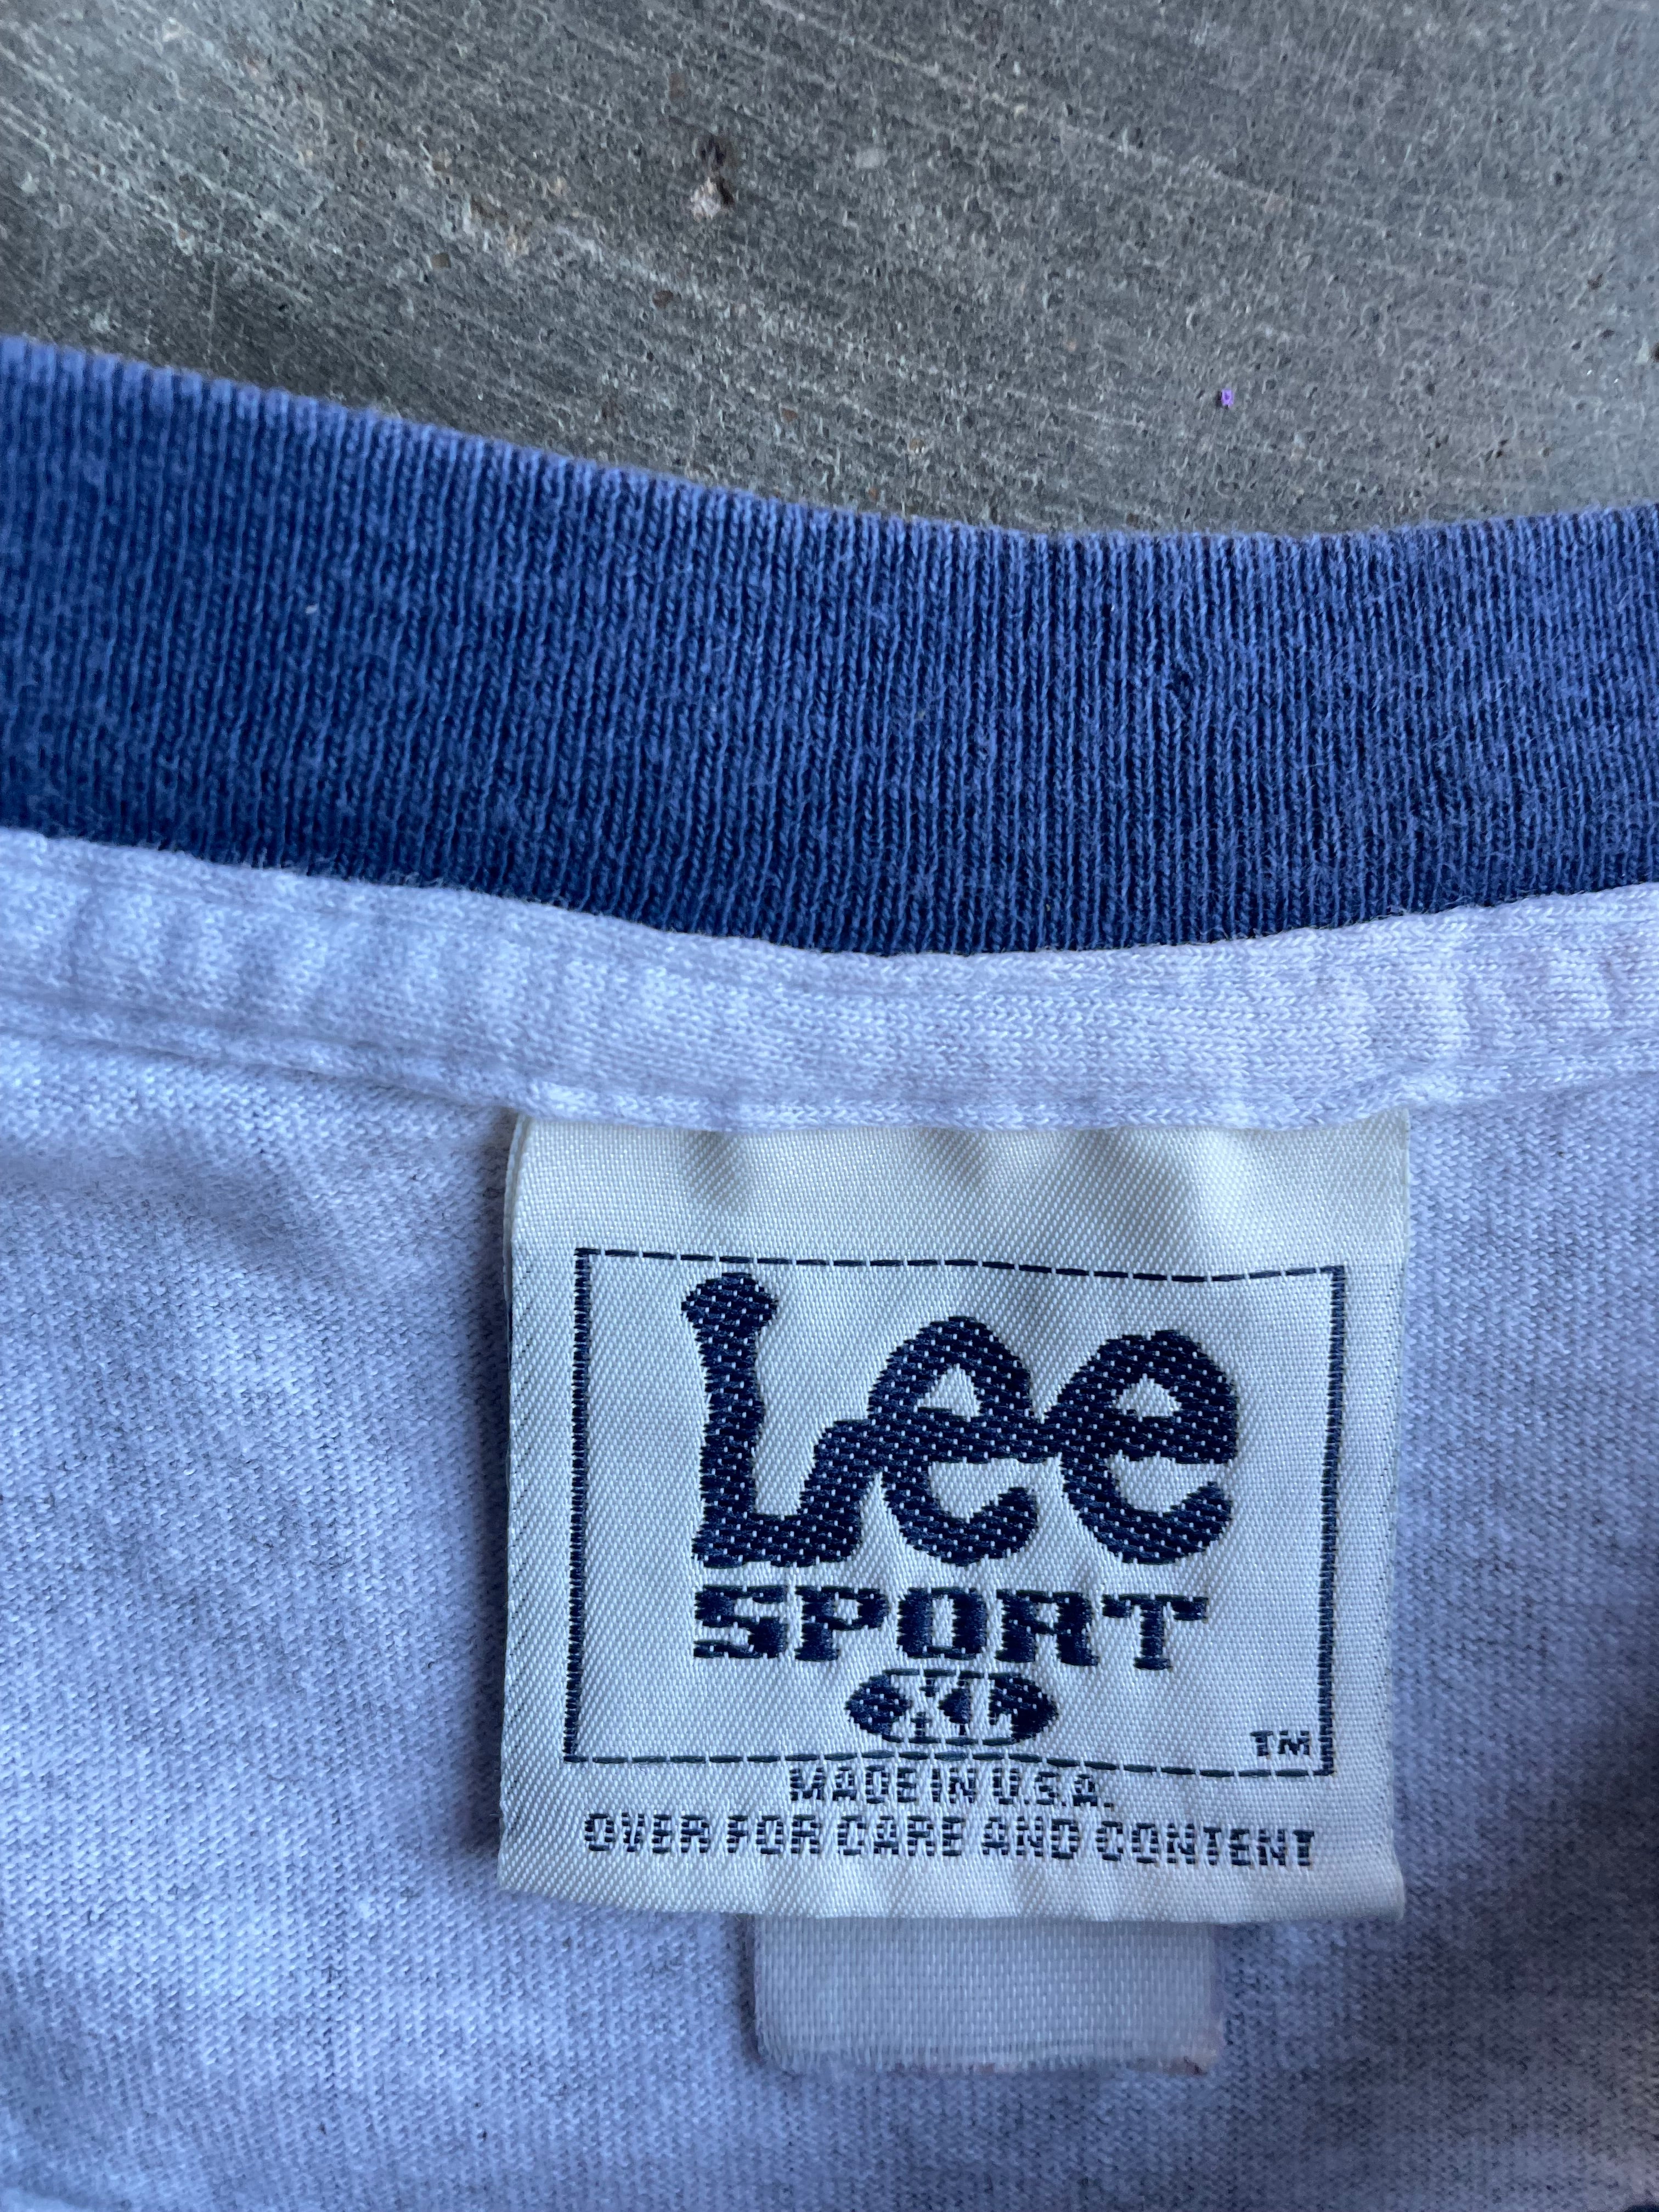 Lee
SPORT
XL
TM
MADE IN U.S.A.
OVER FOR CARE AND CONTENT